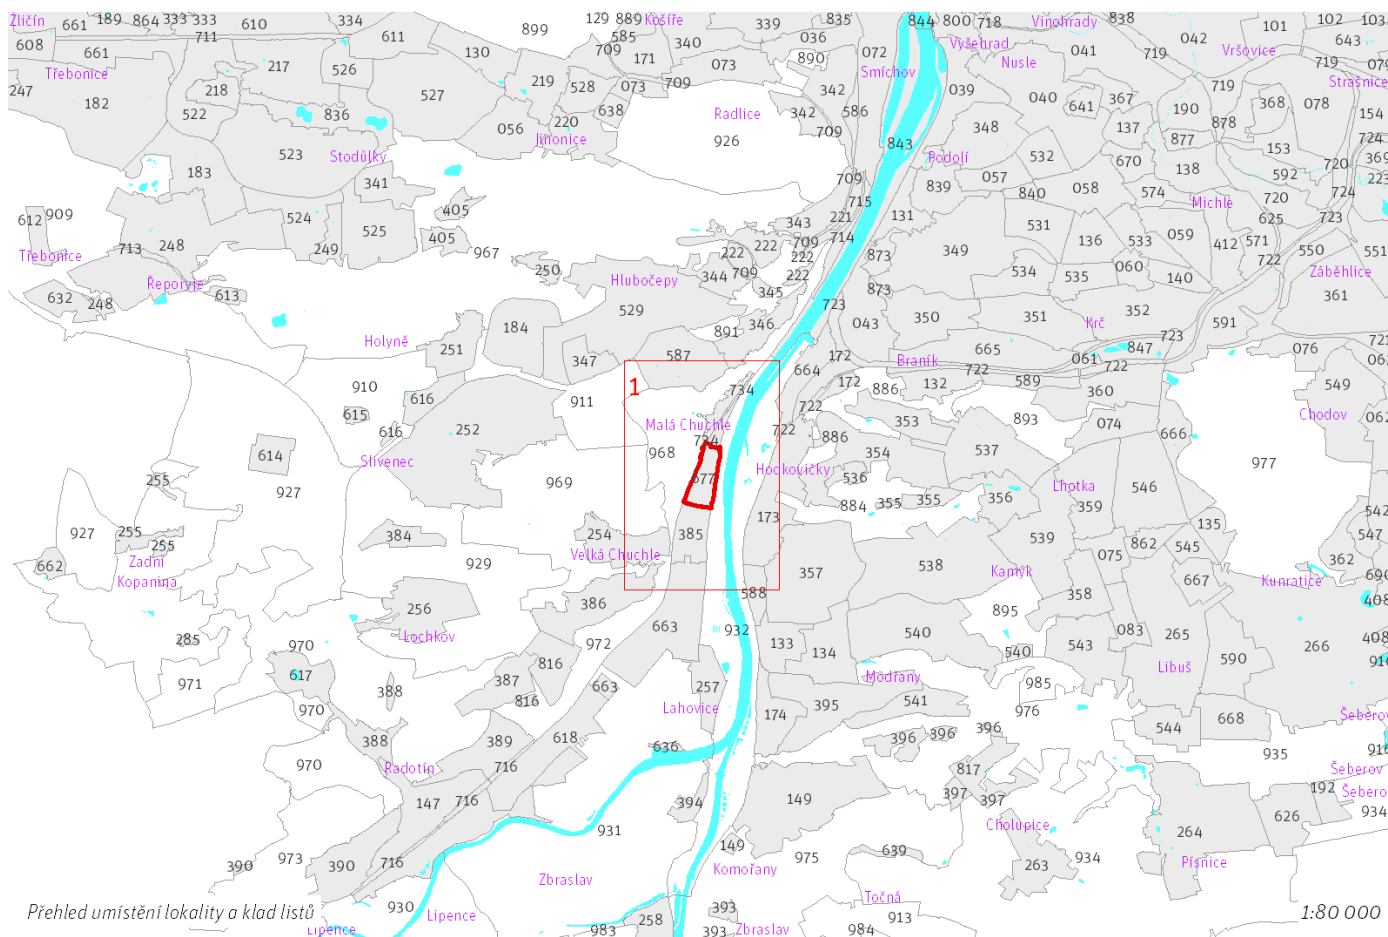 Zličín 661 189 864 333 333 610 334 899 129 889 Košíře 339 835 844 800 718 Vinohrady 838 101 102 103
608 661 711 611 130 709 585 340 036 072 Vyšehrad 041 719 042 Vršovice 643
Třebonice 217 526 171 073 890 Smíchov Nusle 719 079
247 182 218 527 219 528 073 709 342 039 040 641 367 719 Strašnice
522 836 638 Radlice 342 586 190 368 078 154
056 220 Jinonice 926 709 843 348 137 877 878 724
523 Stodůlky Podolí 532 670 138 153 720 369
183 341 709 839 057 840 058 574 592 724 223
612 909 524 405 715 131 Michle 720
713 248 249 525 405 343 221 714 531 136 533 059 412 625 723
Třebonice 967 222 222 709 222 873 349 571 550 551
Řeporyje 250 Hlubočepy 344 709 222 534 535 060 140 722 Záběhlice
632 248 613 345 873 361
529 891 346 723 043 350 351 352 591
Holyně 184 Krč 723 721
251 347 587 172 Braník 665 061 847 076
910 1 664 722 589 722
616 911 734 172 886 132 360 549
615 893 Chodov
616 252 Malá Chuchle 722 353 074 062
734 722 886 666
614 Slivenec 968 354 537 977
255 577 Hockovičky 536 Lhotka 546
927 969 884 355 355 356 359 542
927 255 384 254 385 173 539 135 547
255 Velká Chuchle 075 862 545 362
662 Zadní 929 357 538 Kamýk 667 Kunratice 690
Kopanina 386 588 358 408
256 895
285 Lochkov 663 932 540 083 265 408
970 972 133 134 540 543 590 266 916
617 816 Modřany Libuš
971 388 387 663 257 985
970 816 Lahovice 174 395 541 976
388 389 618 636 396 396 396 544 668 Šeberov
970 Radotín 716 935 916
817 Šeberov
147 716 394 149 397 397 192
931 Cholupice 626 934
149 264
390 973 390 716 Komořany 975 639 263 934 Písnice
Zbraslav Točná
930 Lipence 258 393 913
Přehled umístění lokality a klad listů 1:80 000
Lipence 983 393 Zbraslav 984